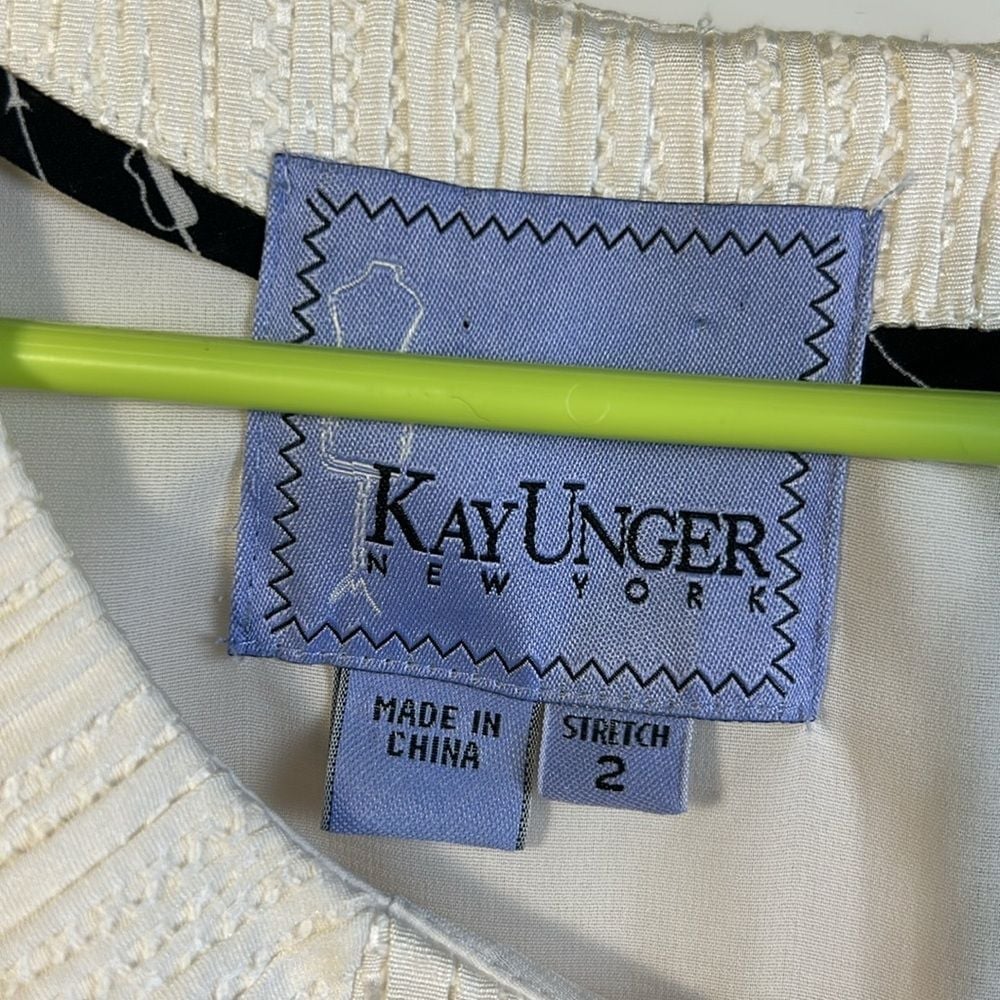 KAY UNGER
NEW YORK
MADE IN
CHINA
STRETCH
2